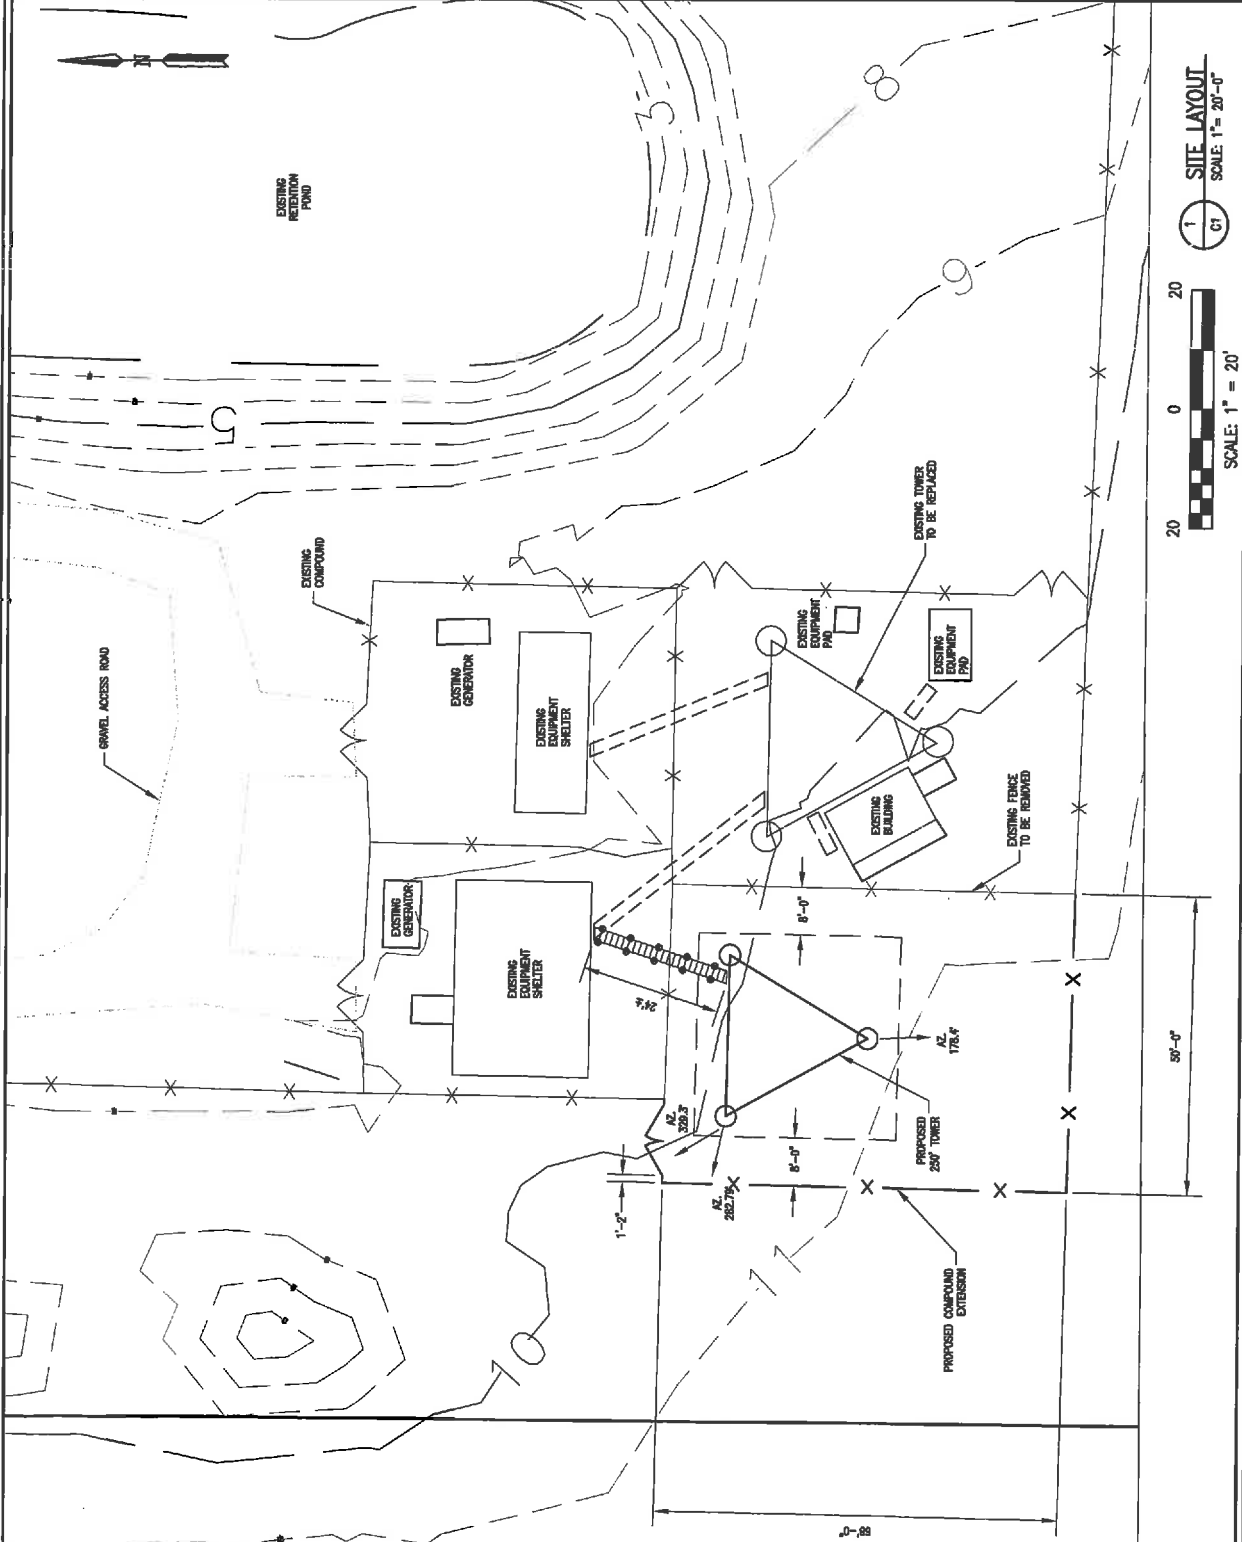 N
EXISTING
RETENTION
POND
3
8
9
5
10
11
GRAVEL ACCESS ROAD
EXISTING
COMPOUND
EXISTING
GENERATOR
EXISTING
EQUIPMENT
SHELTER
EXISTING
GENERATOR
EXISTING
EQUIPMENT
SHELTER
EXISTING TOWER
TO BE REPLACED
EXISTING
EQUIPMENT
PAD
EXISTING
EQUIPMENT
PAD
EXISTING
BUILDING
EXISTING FENCE
TO BE REMOVED
8'-0"
8'-0"
1'-2"
AZ.
329.3°
AZ.
282.79°
AZ.
178.4°
PROPOSED
250' TOWER
PROPOSED COMPOUND
EXTENSION
50'-0"
68'-0"
20
0
20
SCALE: 1" = 20'
1
C1
SITE LAYOUT
SCALE: 1"= 20'-0"